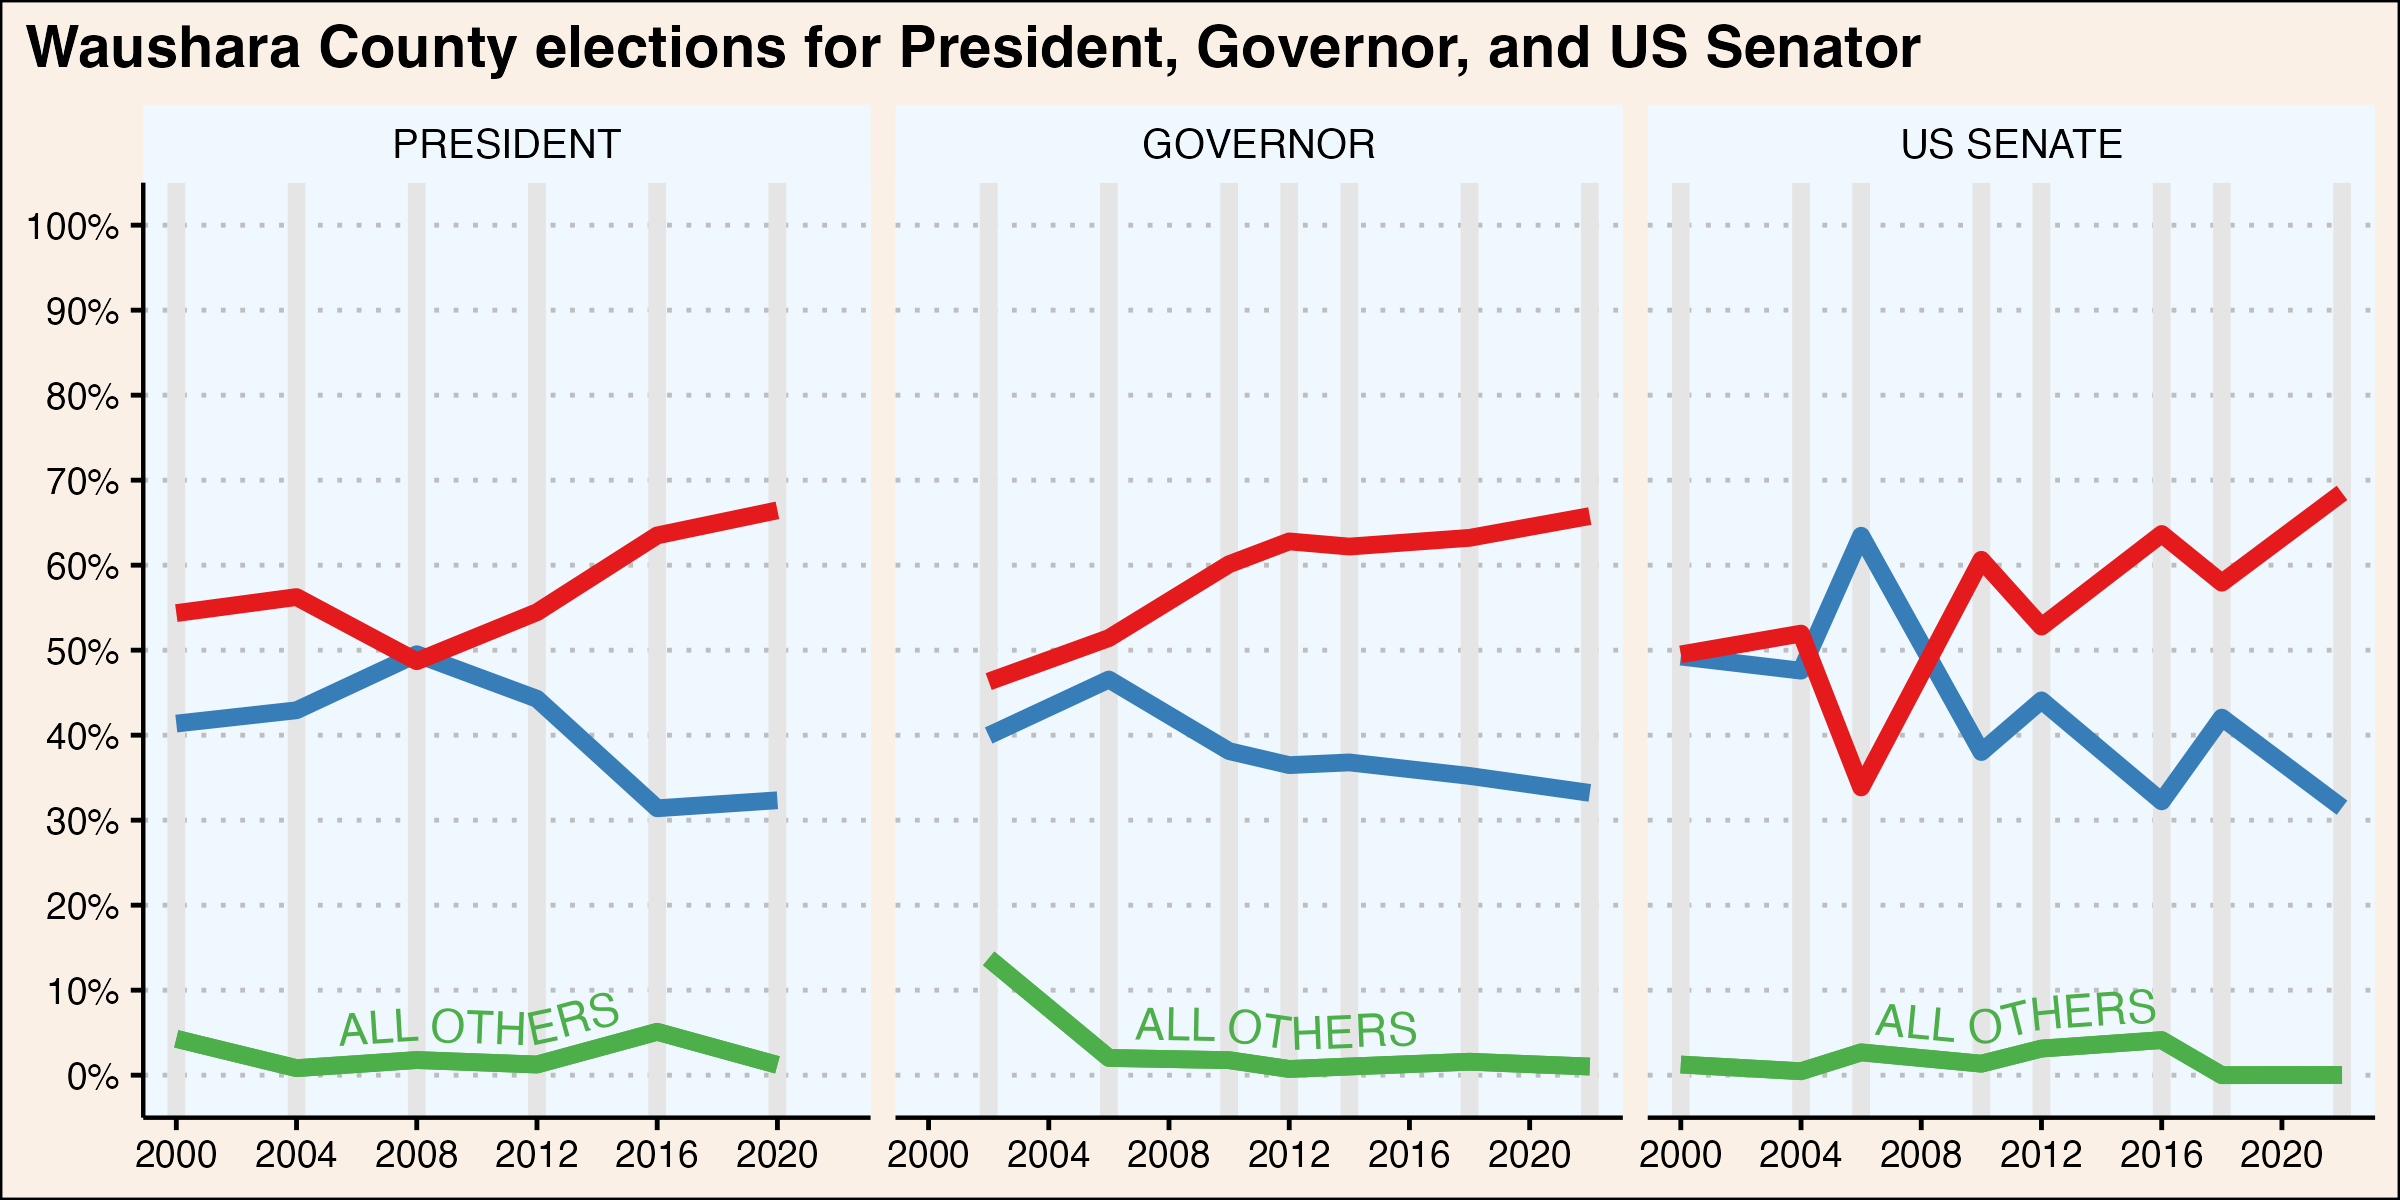 Waushara County elections for President, Governor, and US Senator
PRESIDENT
GOVERNOR
US SENATE
100%
90%
80%
70%
60%
50%
40%
30%
20%
10%
0%
ALL OTHERS
ALL OTHERS
ALL OTHERS
2000 2004 2008 2012 2016 2020
2000 2004 2008 2012 2016 2020
2000 2004 2008 2012 2016 2020